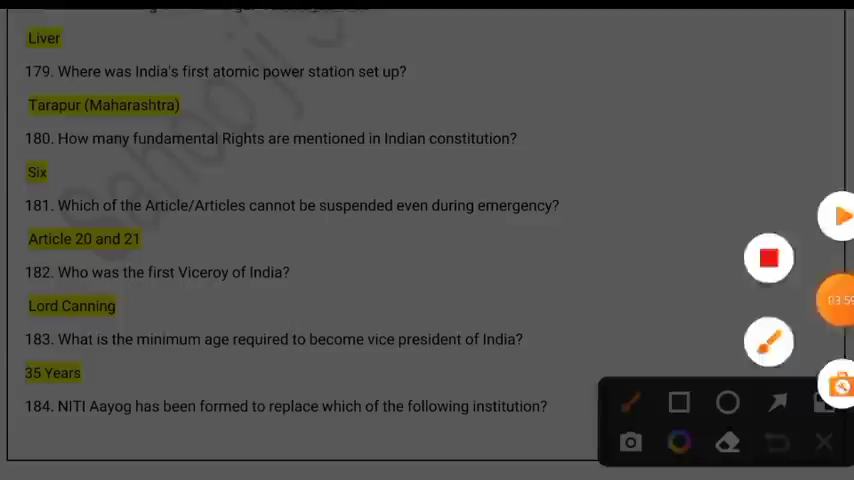 Liver
179. Where was India's first atomic power station set up?
Tarapur (Maharashtra)
180. How many fundamental Rights are mentioned in Indian constitution?
Six
181. Which of the Article/Articles cannot be suspended even during emergency?
Article 20 and 21
182. Who was the first Viceroy of India?
Lord Canning
183. What is the minimum age required to become vice president of India?
35 Years
184. NITI Aayog has been formed to replace which of the following institution?
03:59